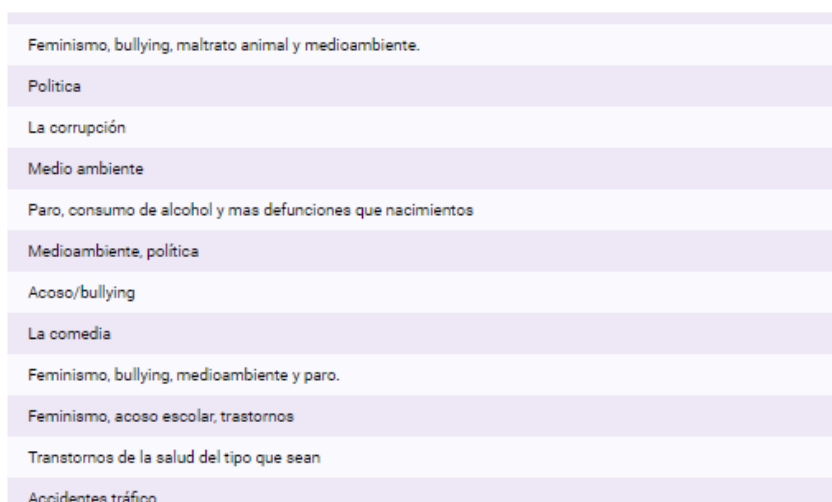 Feminismo, bullying, maltrato animal y medioambiente.
Politica
La corrupción
Medio ambiente
Paro, consumo de alcohol y mas defunciones que nacimientos
Medioambiente, política
Acoso/bullying
La comedia
Feminismo, bullying, medioambiente y paro.
Feminismo, acoso escolar, trastornos
Transtornos de la salud del tipo que sean
Accidentes tráfico